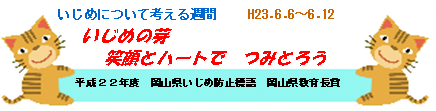 いじめについて考える週間　H23.6.6～6.12
いじめの芽
笑顔とハートで　つみとろう
平成２２年度　岡山県いじめ防止標語　岡山県教育長賞